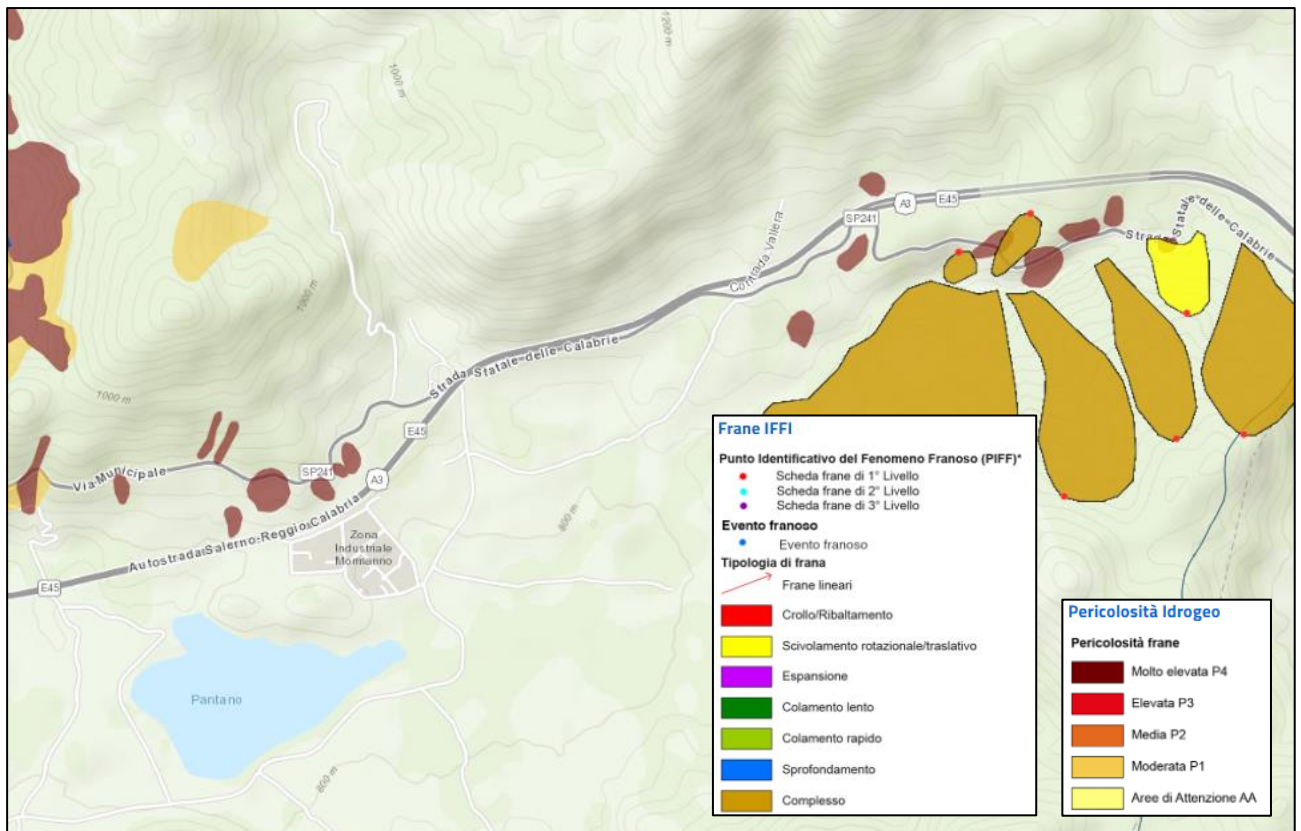 1200 m
1000 m
1000 m
1000 m
SP241
A3
E45
Strada Statale delle Calabrie
Contrada Vallera
Strada Statale delle Calabrie
E45
Via Municipale
SP241
A3
Autostrada Salerno-Reggio Calabria
Zona
Industriale
Mormanno
E45
Pantano
800 m
800 m
Frane IFFI
Punto Identificativo del Fenomeno Franoso (PIFF)*
Scheda frane di 1° Livello
Scheda frane di 2° Livello
Scheda frane di 3° Livello
Evento franoso
Evento franoso
Tipologia di frana
Frane lineari
Crollo/Ribaltamento
Scivolamento rotazionale/traslativo
Espansione
Colamento lento
Colamento rapido
Sprofondamento
Complesso
Pericolosità Idrogeo
Pericolosità frane
Molto elevata P4
Elevata P3
Media P2
Moderata P1
Aree di Attenzione AA